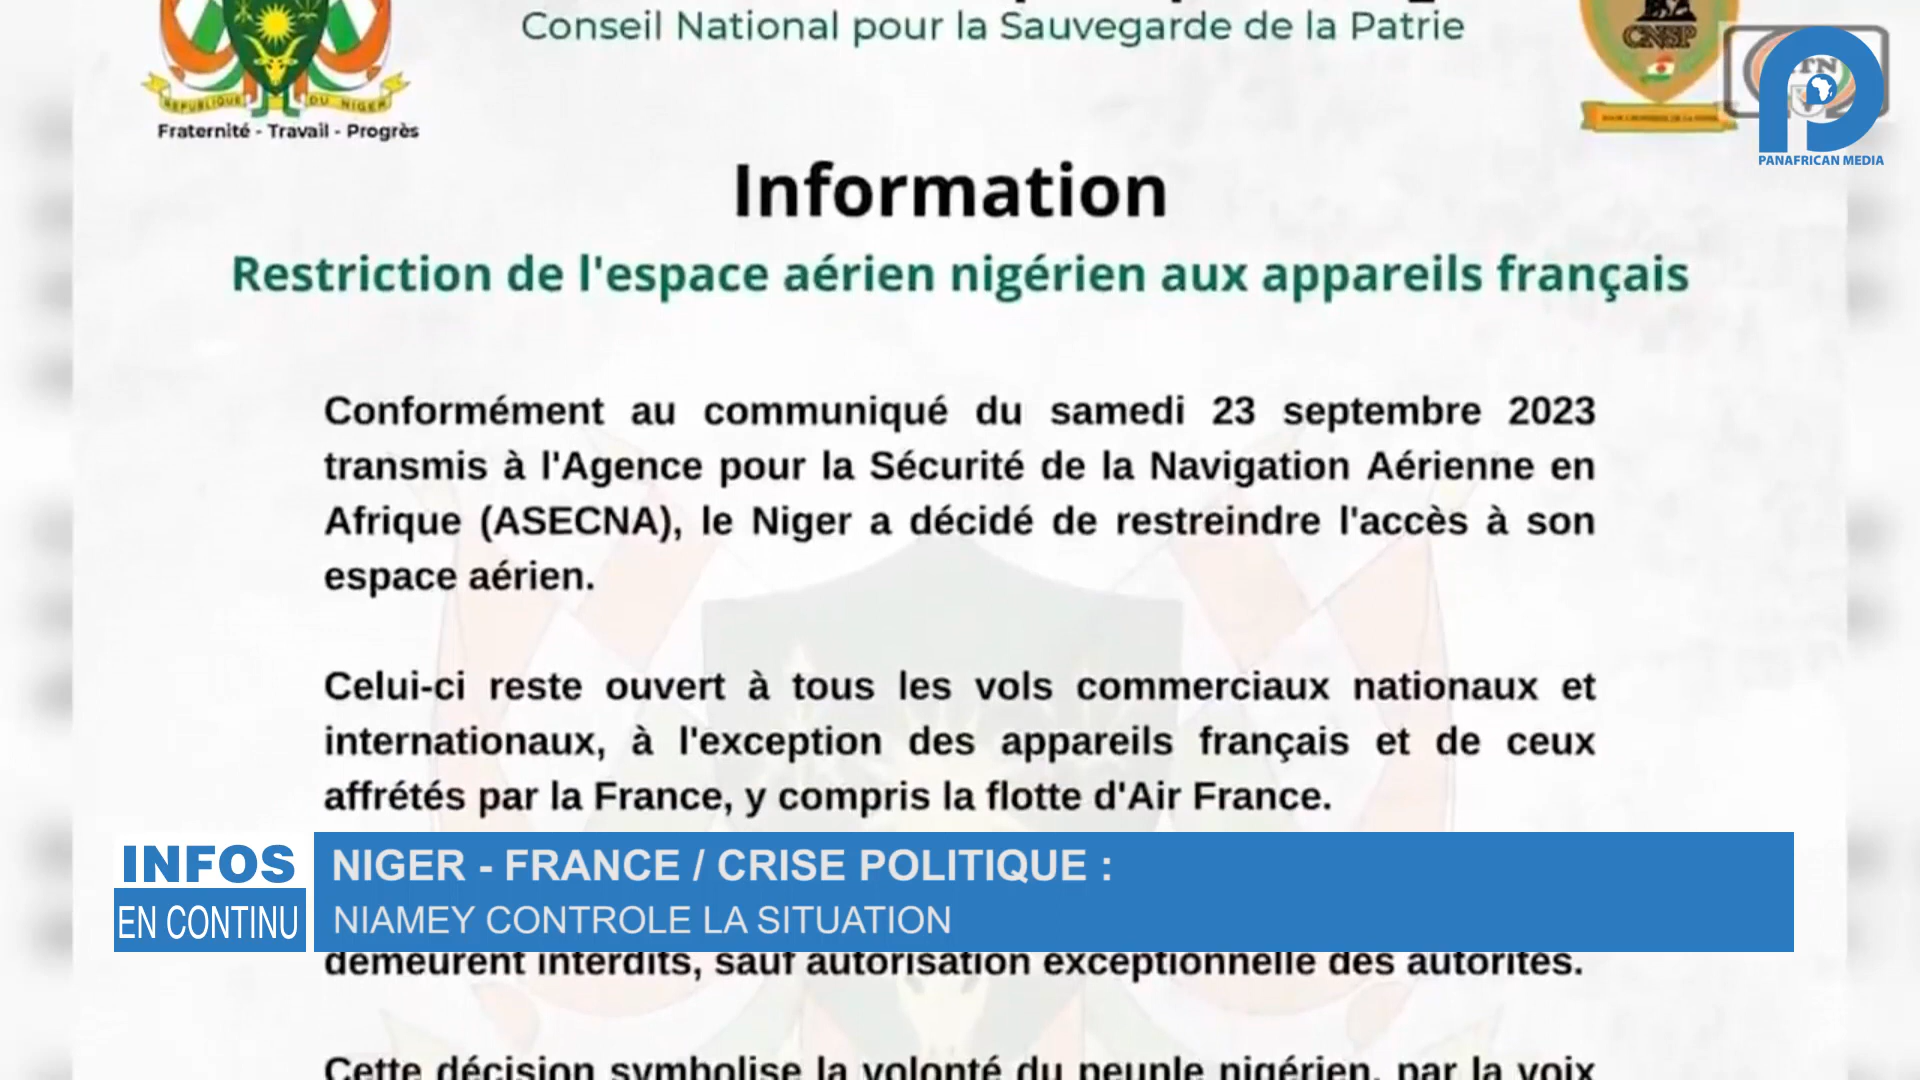 Conseil National pour la Sauvegarde de la Patrie
REPUBLIQUE DU NIGER
Fraternité - Travail - Progrès
CNSP
RTN
PANAFRICAN MEDIA
Information
Restriction de l'espace aérien nigérien aux appareils français
Conformément au communiqué du samedi 23 septembre 2023
transmis à l'Agence pour la Sécurité de la Navigation Aérienne en
Afrique (ASECNA), le Niger a décidé de restreindre l'accès à son
espace aérien.
Celui-ci reste ouvert à tous les vols commerciaux nationaux et
internationaux, à l'exception des appareils français et de ceux
affrétés par la France, y compris la flotte d'Air France.
INFOS
EN CONTINU
NIGER - FRANCE / CRISE POLITIQUE :
NIAMEY CONTROLE LA SITUATION
demeurent interdits, sauf autorisation exceptionnelle des autorités.
Cette décision symbolise la volonté du peuple nigérien, par la voix